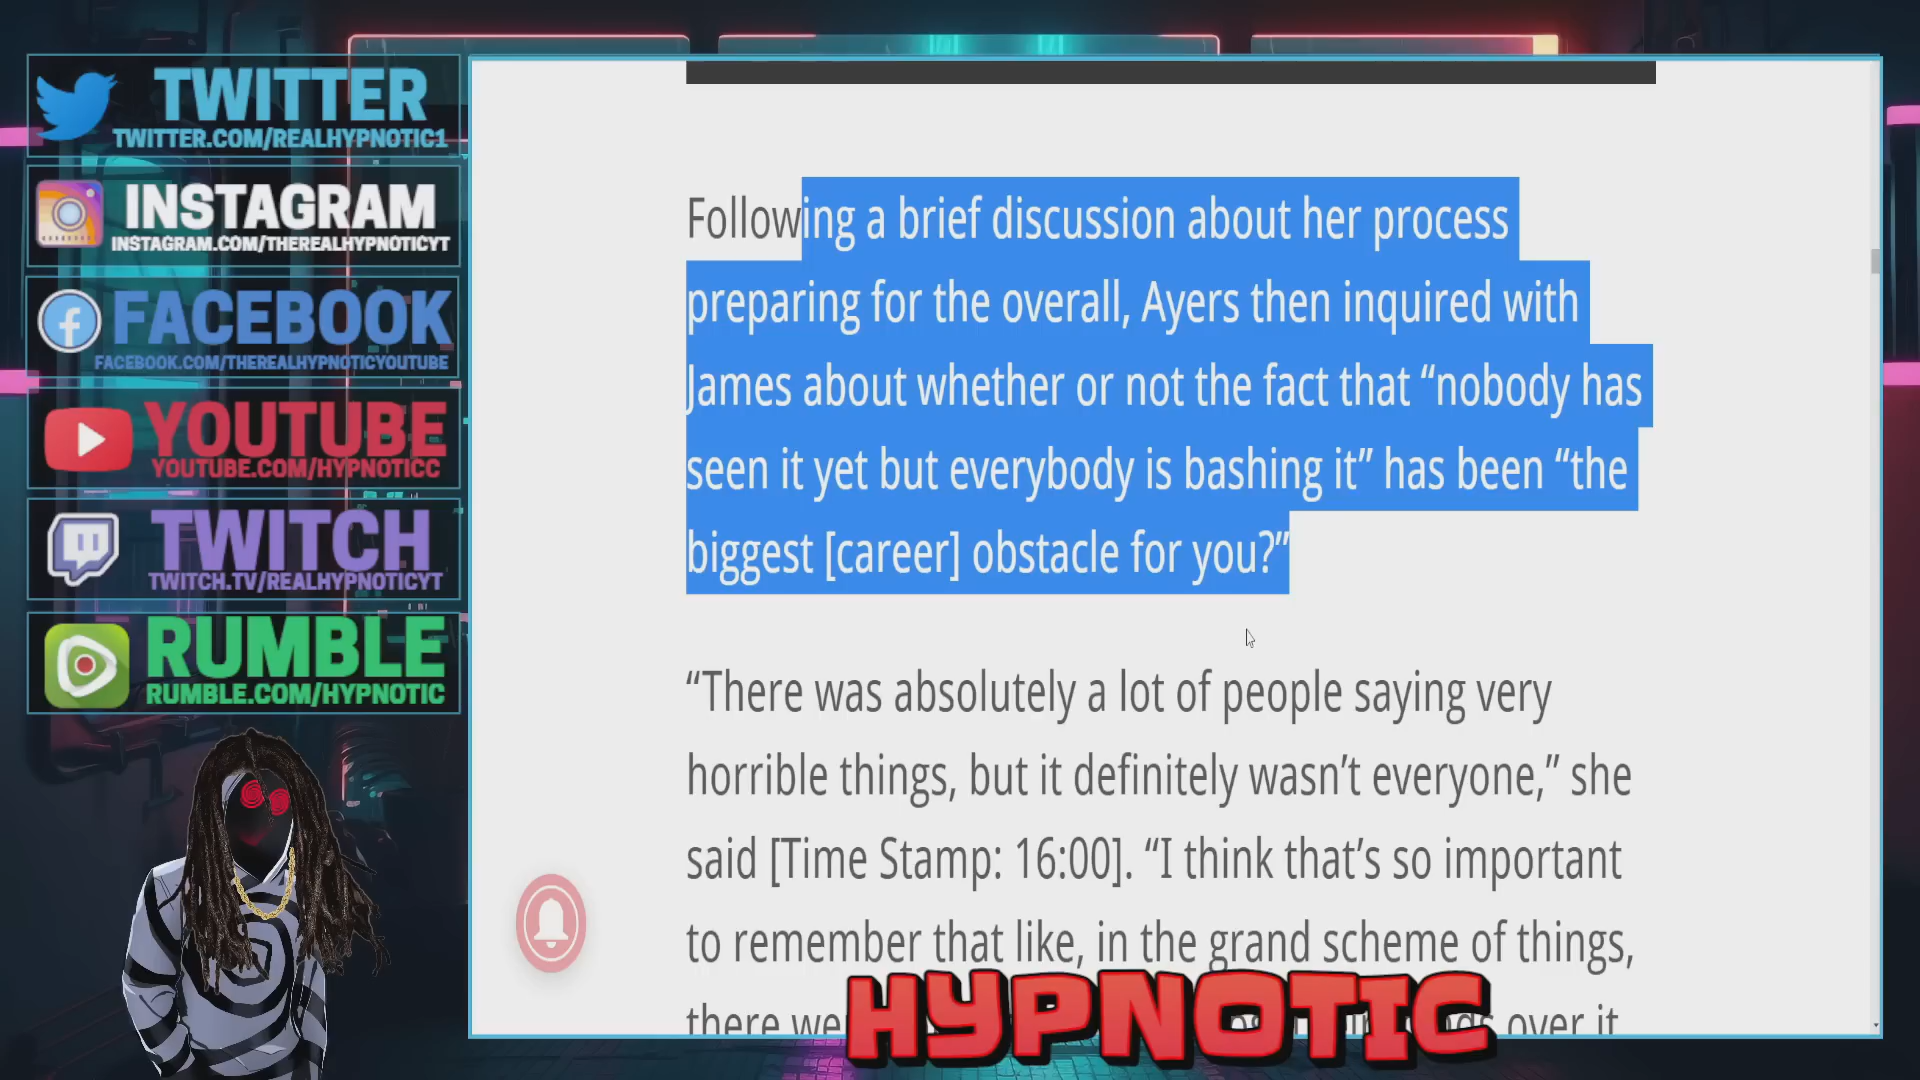 TWITTER
TWITTER.COM/REALHYPNOTIC1
INSTAGRAM
INSTAGRAM.COM/THEREALHYPNOTICYT
FACEBOOK
FACEBOOK.COM/THEREALHYPNOTICYOUTUBE
YOUTUBE
YOUTUBE.COM/HYPNOTICC
TWITCH
TWITCH.TV/REALHYPNOTICYT
RUMBLE
RUMBLE.COM/HYPNOTIC
Following a brief discussion about her process
preparing for the overall, Ayers then inquired with
James about whether or not the fact that “nobody has
seen it yet but everybody is bashing it” has been “the
biggest [career] obstacle for you?”
“There was absolutely a lot of people saying very
horrible things, but it definitely wasn’t everyone,” she
said [Time Stamp: 16:00]. “I think that’s so important
to remember that like, in the grand scheme of things,
there over it
HYPNOTIC